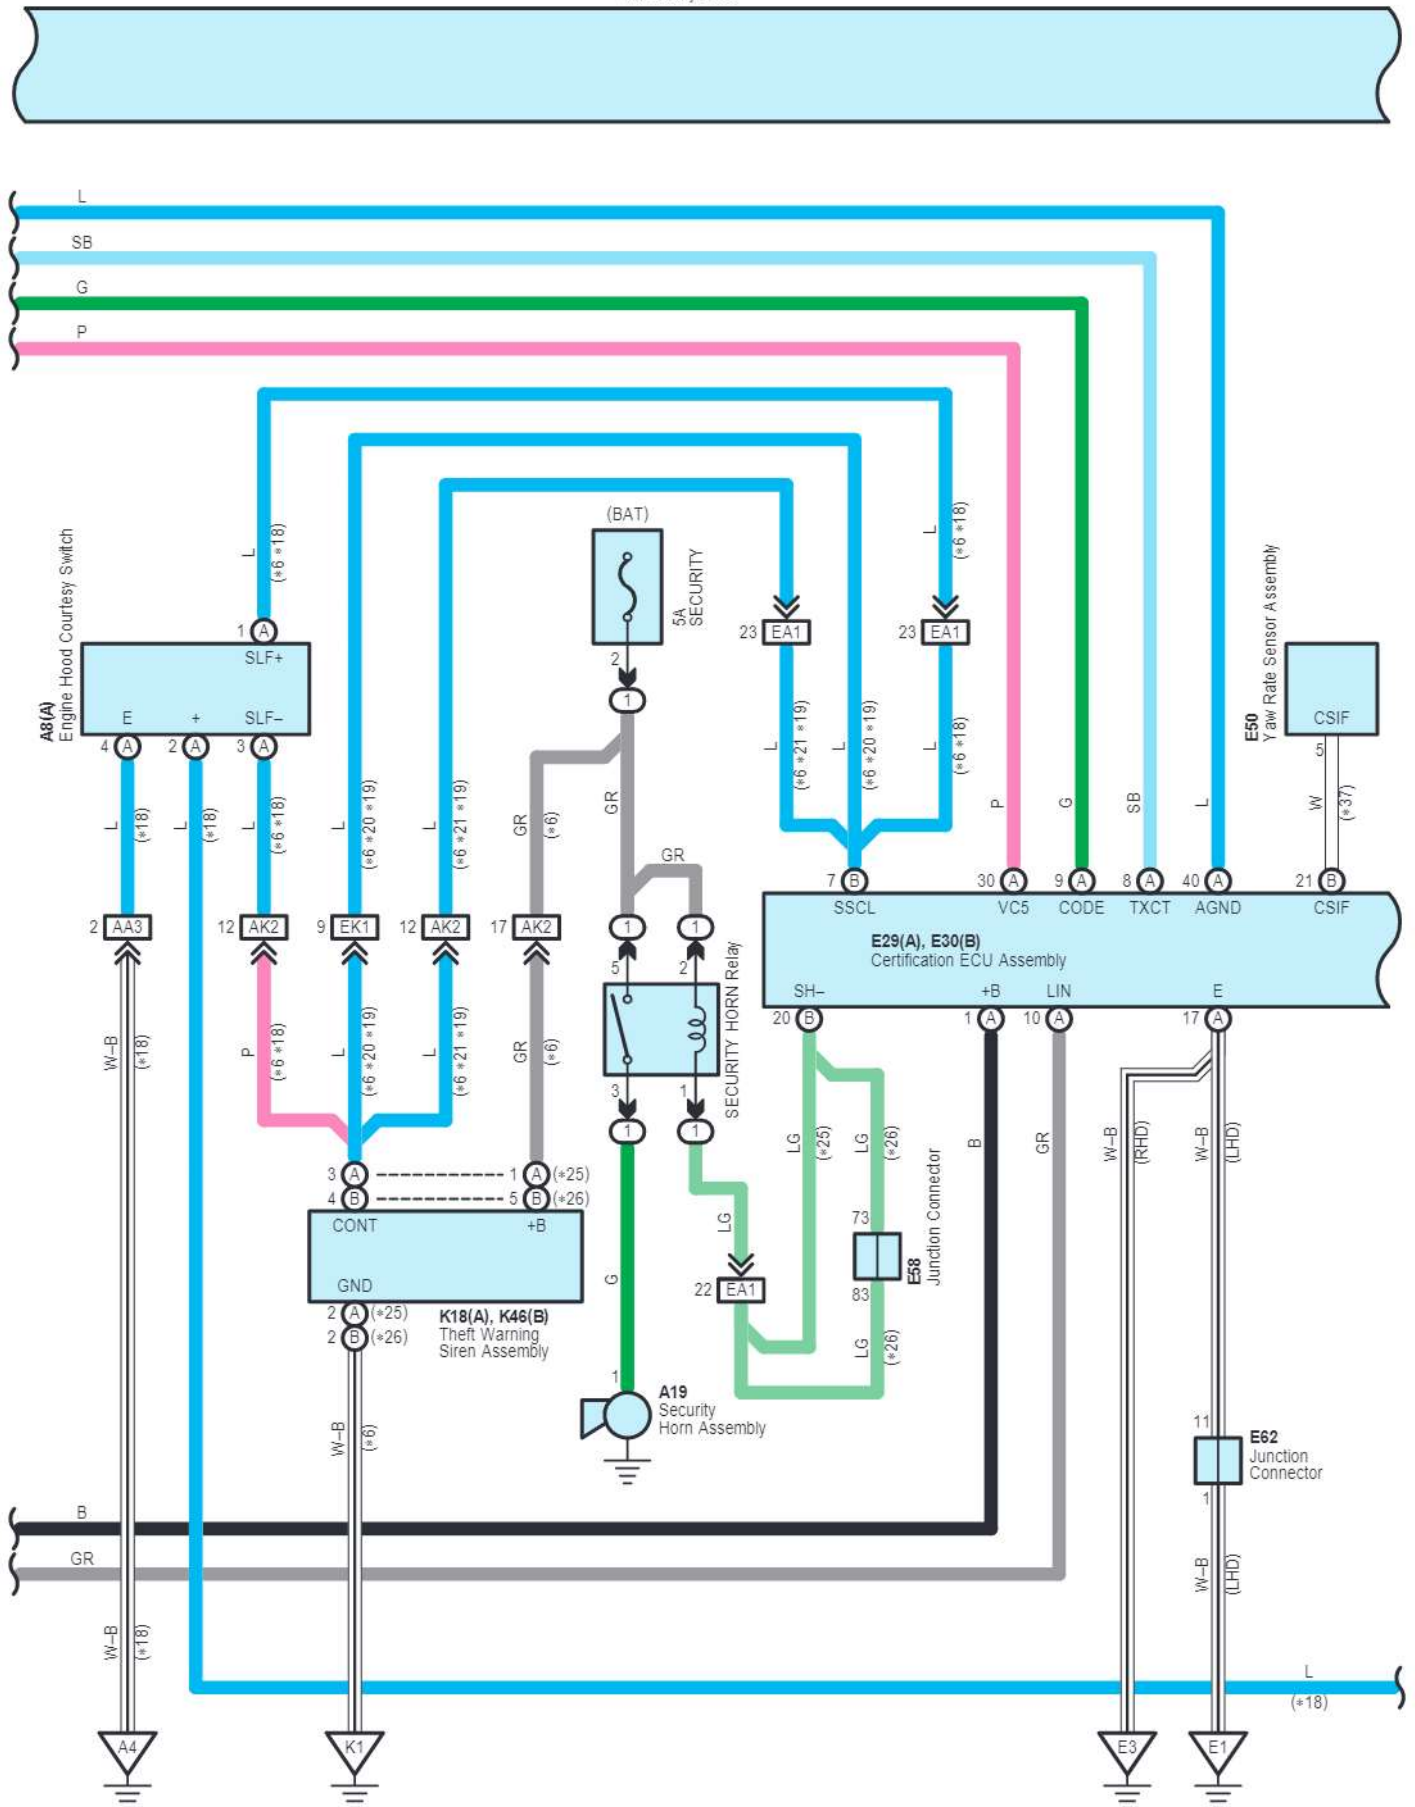 L
SB
G
P
(BAT)
5A
SECURITY
L
(*6 *18)
L
(*6 *18)
A8(A)
Engine Hood Courtesy Switch
1 A
SLF+
E + SLF−
4 A 2 A 3 A
23 EA1
23 EA1
2
1
E50
Yaw Rate Sensor Assembly
CSIF
5
L
(*18)
L
(*18)
L
(*6 *18)
L
(*6 *20 *19)
L
(*6 *21 *19)
GR
(*6)
GR
GR
L
(*6 *21 *19)
L
(*6 *20 *19)
L
(*6 *18)
P
G
SB
L
W
(*37)
7 B
30 A
9 A
8 A
40 A
21 B
SSCL VC5 CODE TXCT AGND CSIF
E29(A), E30(B)
Certification ECU Assembly
SH− +B LIN E
20 B
1 A
10 A
17 A
2 AA3
12 AK2
9 EK1
12 AK2
17 AK2
1
1
5
2
SECURITY HORN Relay
3
1
1
1
W−B
(*18)
P
(*6 *18)
L
(*6 *20 *19)
L
(*6 *21 *19)
GR
(*6)
LG
(*25)
LG
(*26)
B
GR
W−B
(RHD)
W−B
(LHD)
3 A 1 A (*25)
4 B 5 B (*26)
CONT +B
GND
2 A (*25)
2 B (*26)
K18(A), K46(B)
Theft Warning
Siren Assembly
G
LG
22 EA1
73
E58
Junction Connector
83
LG
(*26)
1
A19
Security
Horn Assembly
W−B
(*6)
11
E62
Junction
Connector
1
B
GR
W−B
(LHD)
W−B
(*18)
L
(*18)
A4
K1
E3
E1